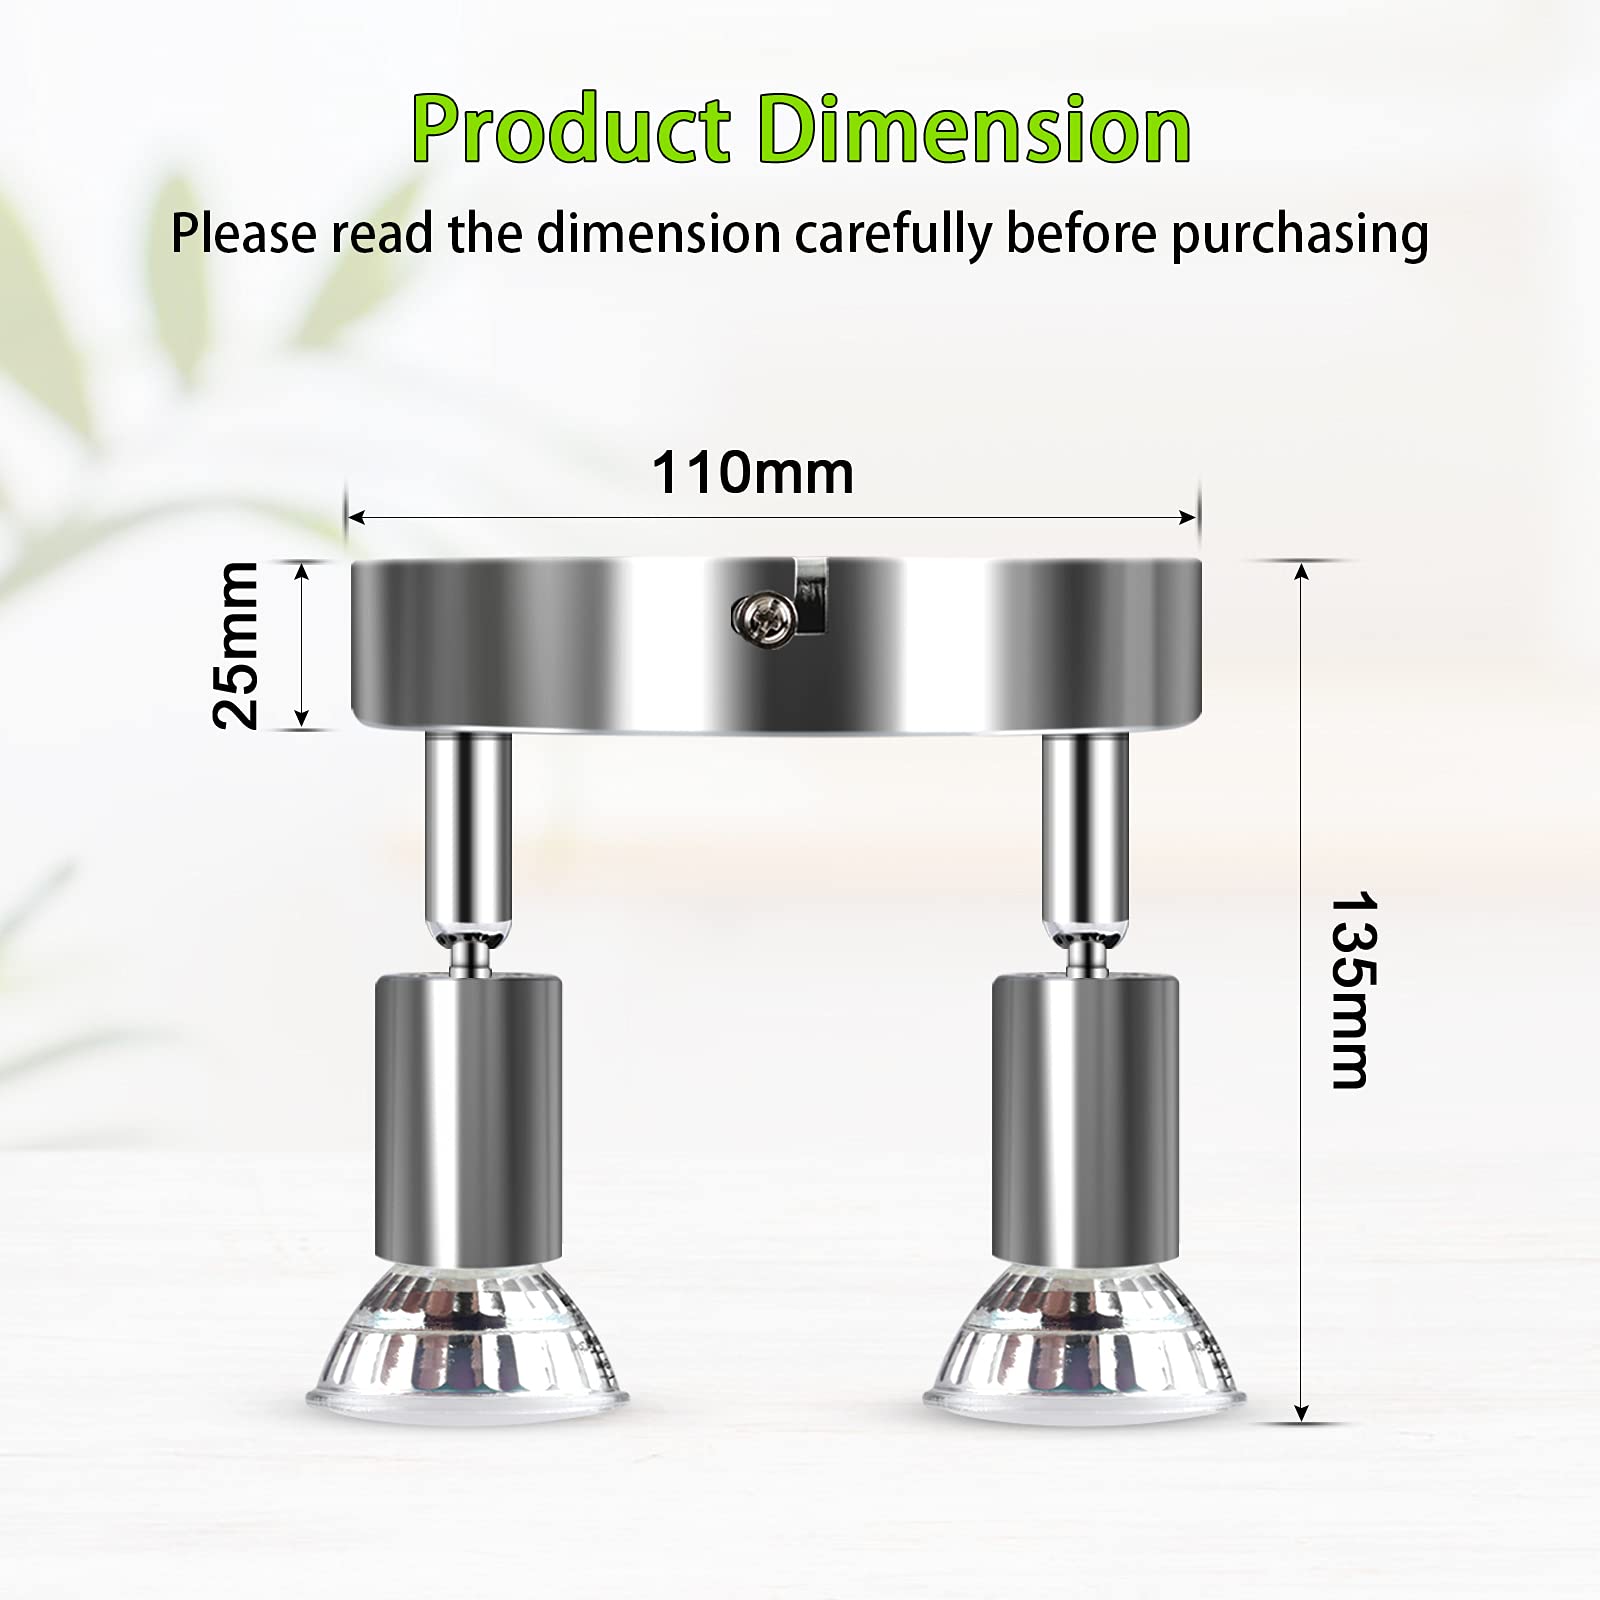 Product Dimension
Please read the dimension carefully before purchasing
110mm
25mm
135mm